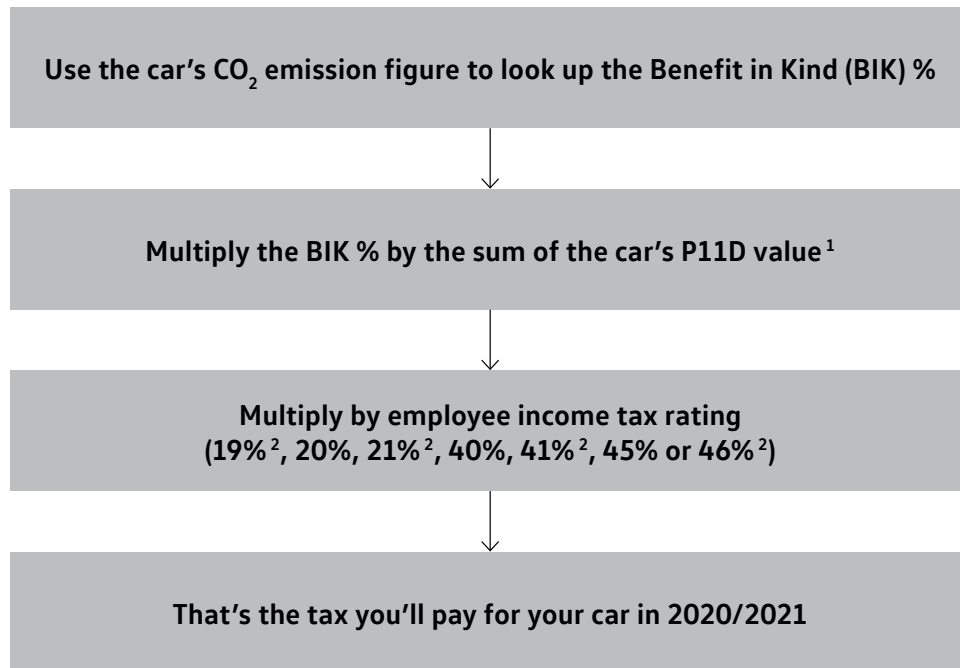 Use the car's CO₂ emission figure to look up the Benefit in Kind (BIK) %
Multiply the BIK % by the sum of the car's P11D value ¹
Multiply by employee income tax rating
(19% ², 20%, 21% ², 40%, 41% ², 45% or 46% ²)
That's the tax you'll pay for your car in 2020/2021